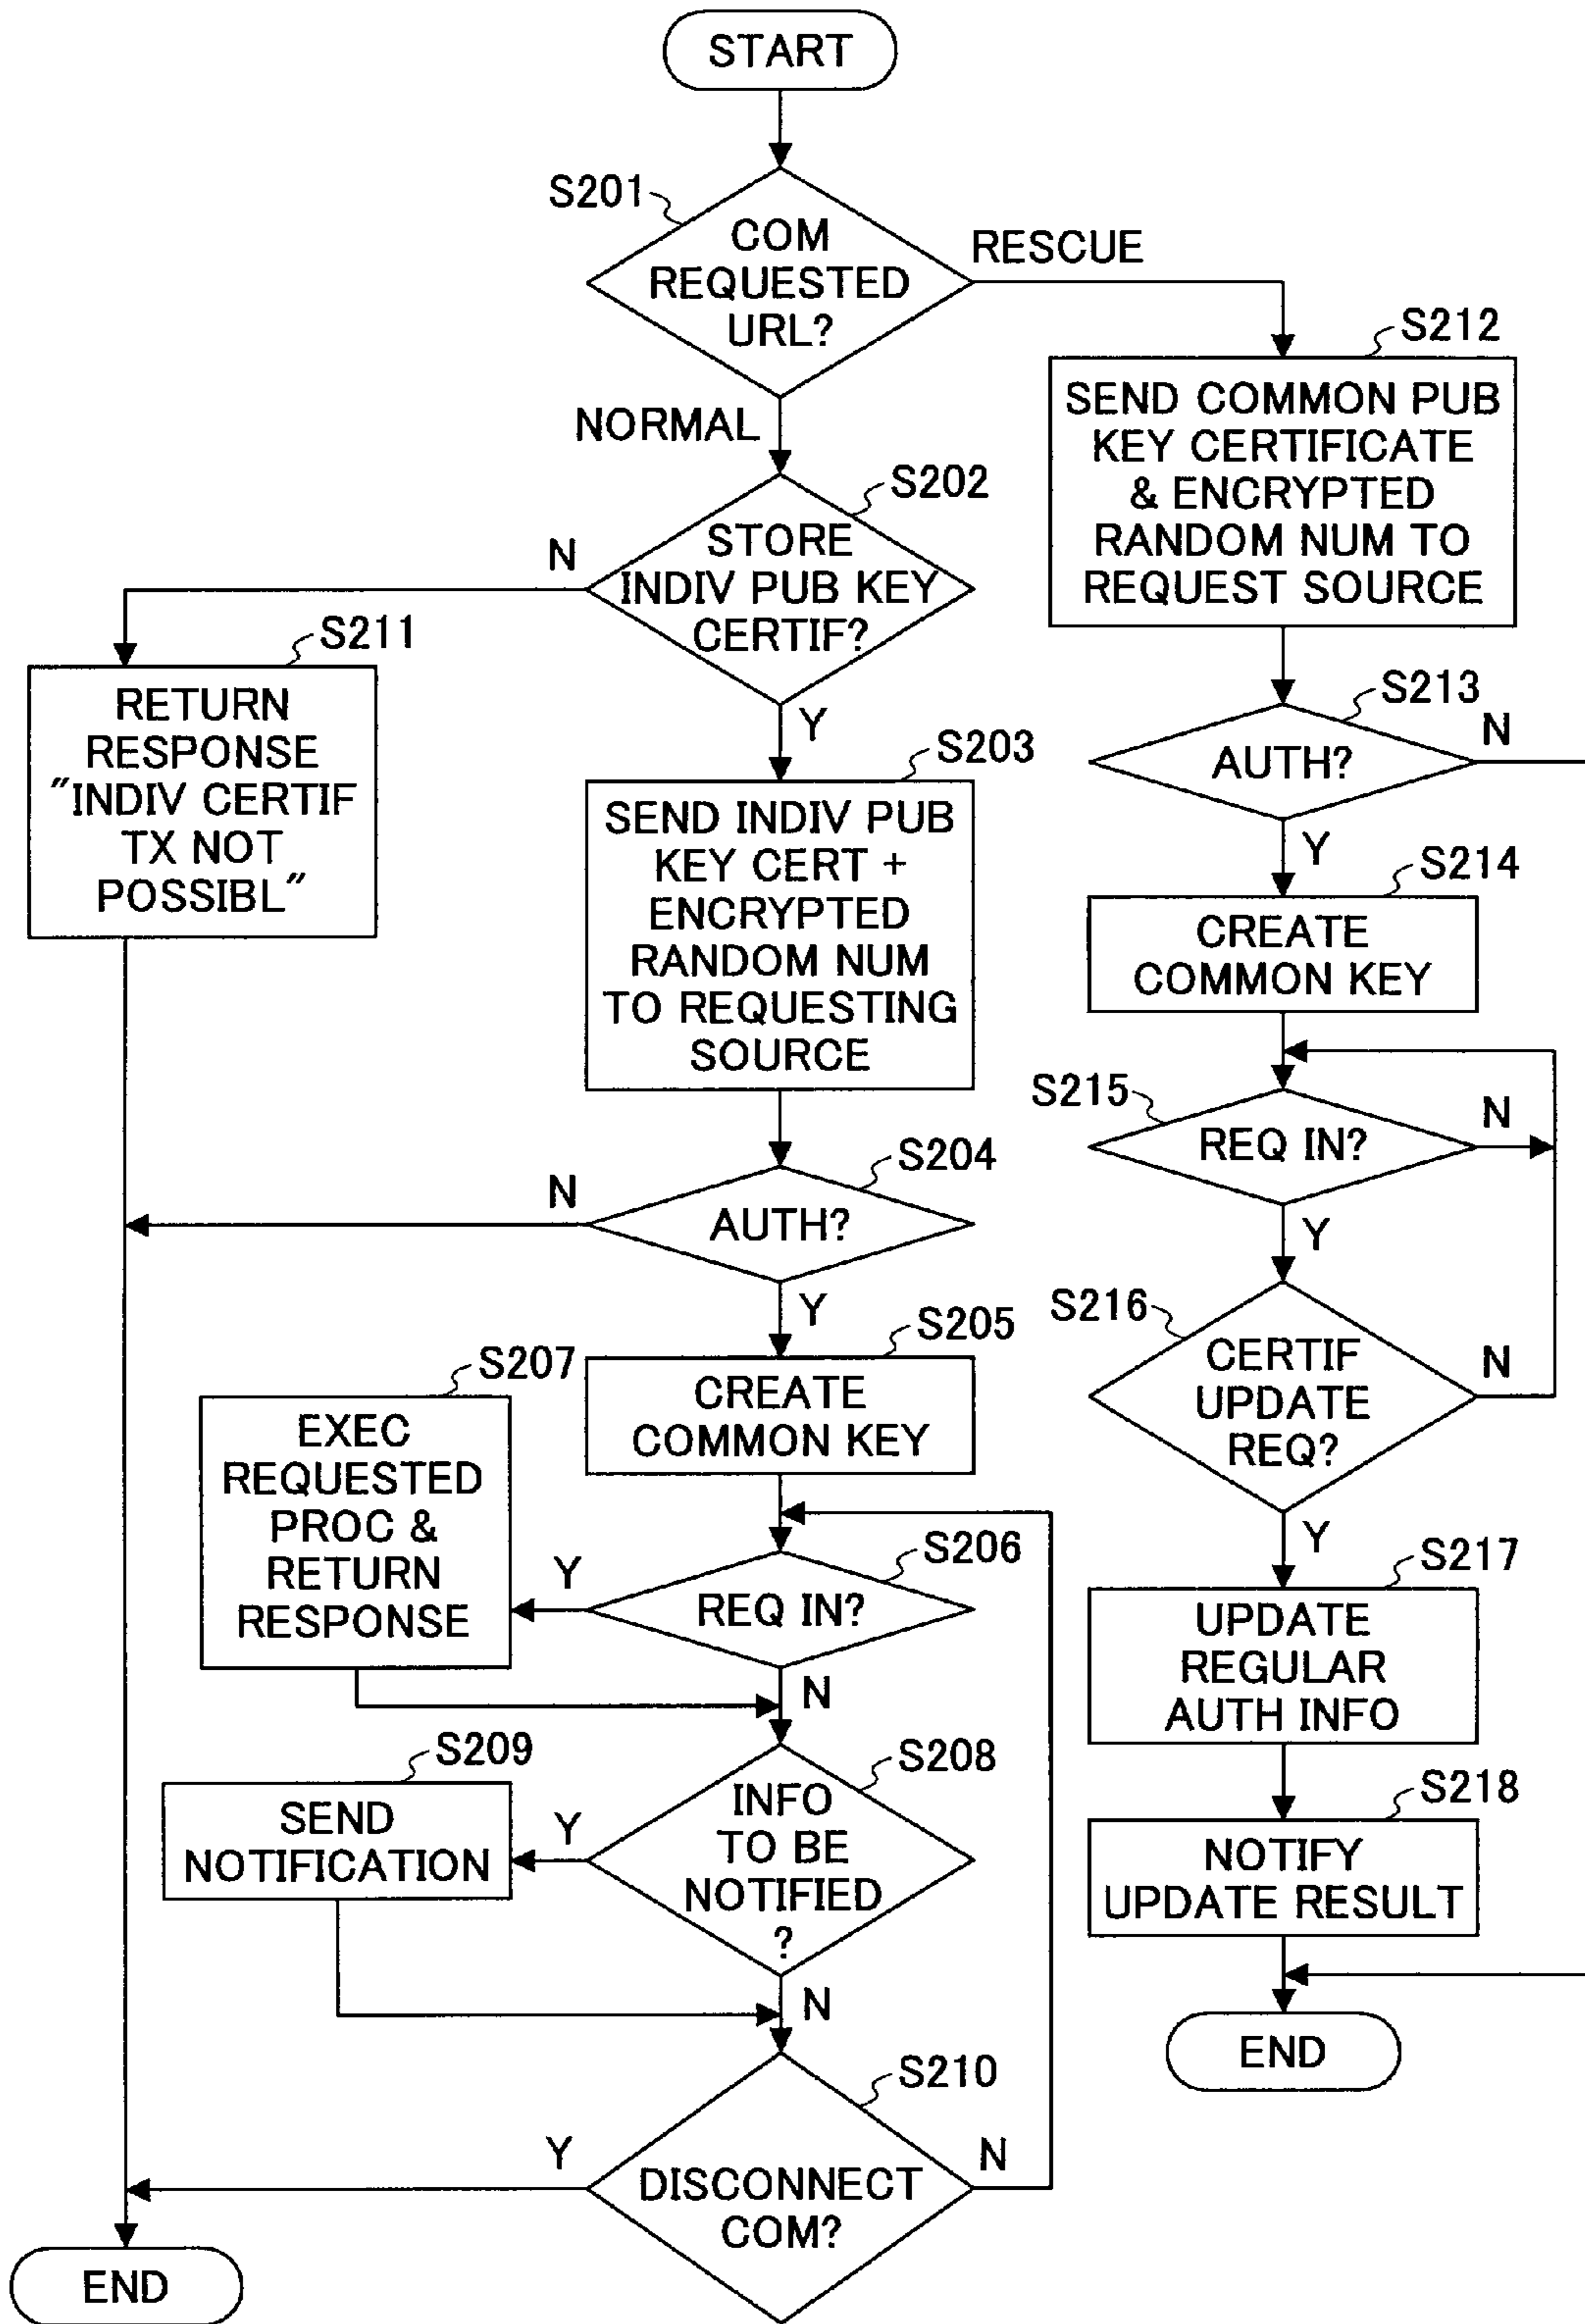 START
S201
COM
REQUESTED
URL?
RESCUE
NORMAL
S202
STORE
INDIV PUB KEY
CERTIF?
N
Y
S211
RETURN
RESPONSE
"INDIV CERTIF
TX NOT
POSSIBL"
S203
SEND INDIV PUB
KEY CERT +
ENCRYPTED
RANDOM NUM
TO REQUESTING
SOURCE
S204
AUTH?
N
Y
S205
CREATE
COMMON KEY
S207
EXEC
REQUESTED
PROC &
RETURN
RESPONSE
S206
REQ IN?
Y
N
S209
SEND
NOTIFICATION
S208
INFO
TO BE
NOTIFIED
?
Y
N
S210
DISCONNECT
COM?
Y
N
END
S212
SEND COMMON PUB
KEY CERTIFICATE
& ENCRYPTED
RANDOM NUM TO
REQUEST SOURCE
S213
AUTH?
N
Y
S214
CREATE
COMMON KEY
S215
REQ IN?
N
Y
S216
CERTIF
UPDATE
REQ?
N
Y
S217
UPDATE
REGULAR
AUTH INFO
S218
NOTIFY
UPDATE RESULT
END